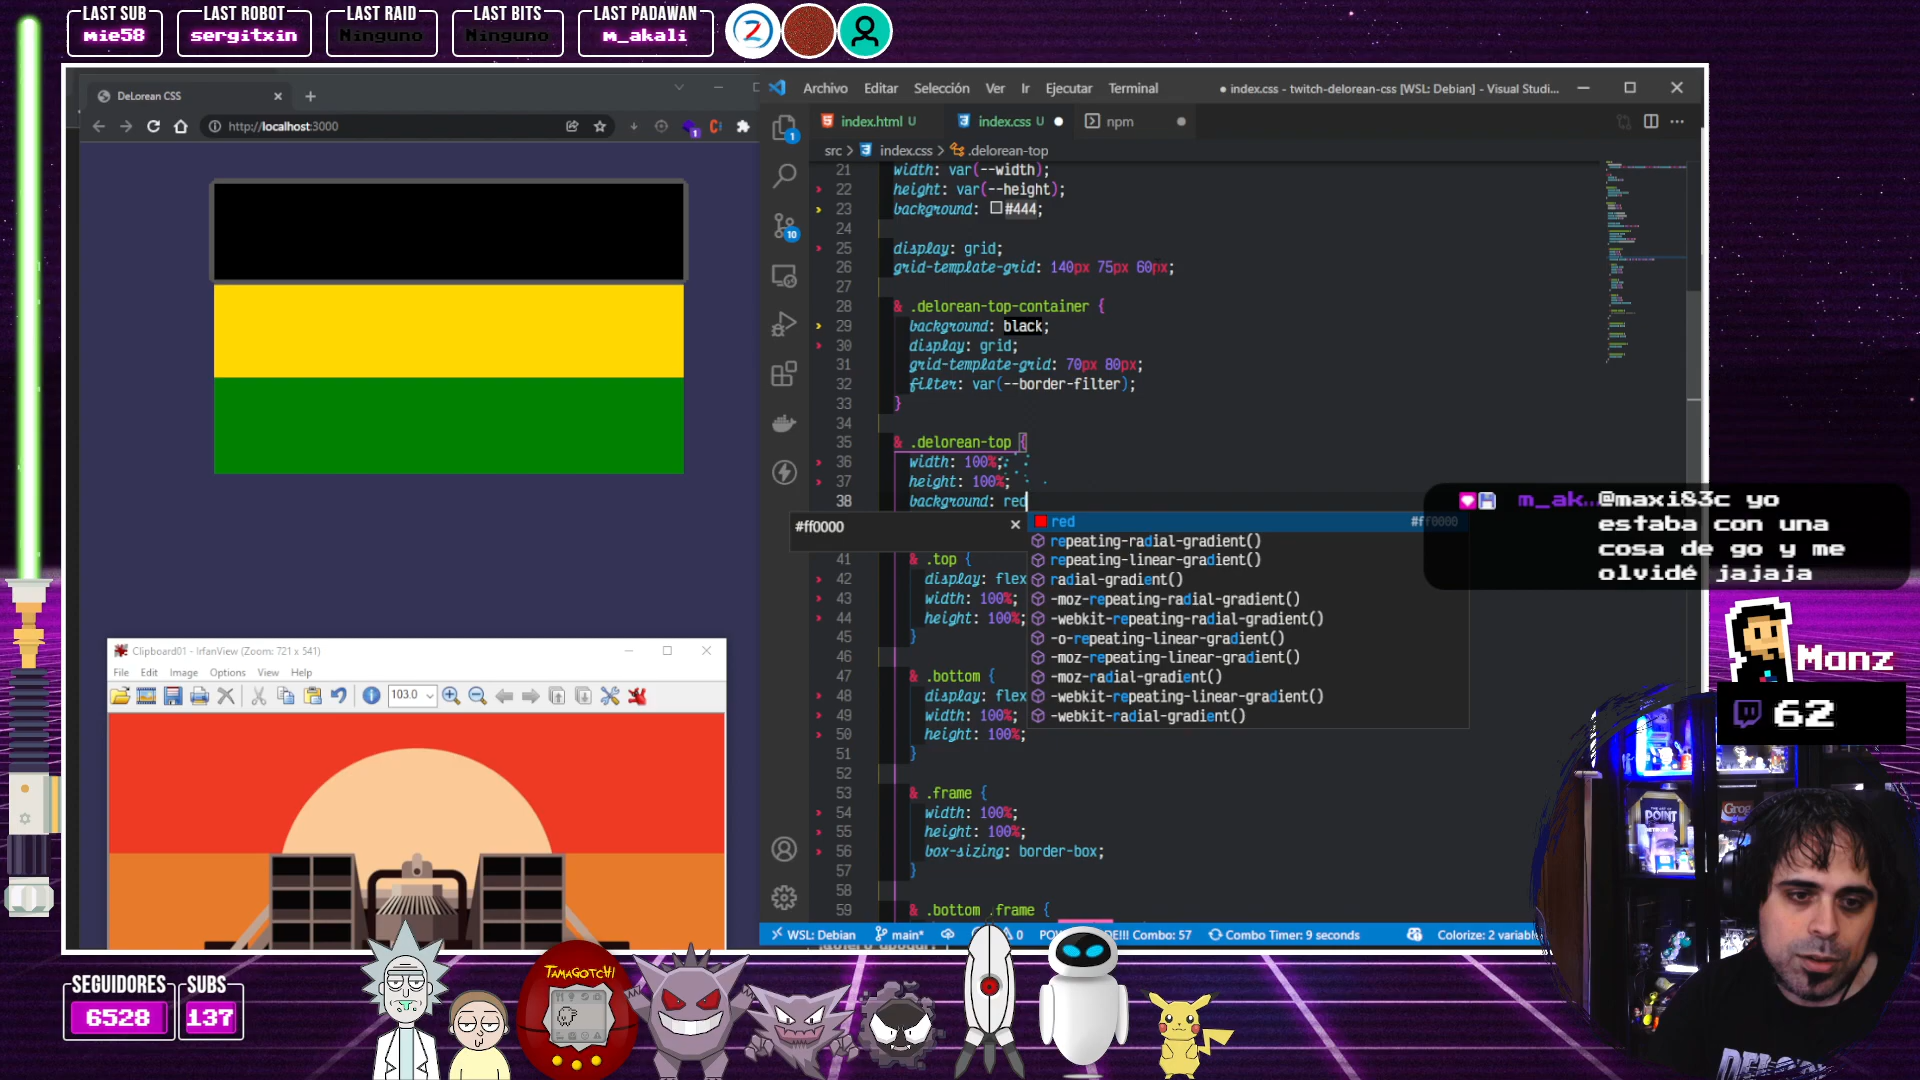 LAST SUB
mie58
LAST ROBOT
sergitxin
LAST RAID
Ninguno
LAST BITS
Ninguno
LAST PADAWAN
m_akali
DeLorean CSS
http://localhost:3000
Archivo Editar Selección Ver Ir Ejecutar Terminal
● index.css - twitch-delorean-css [WSL: Debian] - Visual Studi...
index.html U
index.css U
npm
src > index.css > .delorean-top
21 width: var(--width);
22 height: var(--height);
23 background: #444;
24
25 display: grid;
26 grid-template-grid: 140px 75px 60px;
27
28 & .delorean-top-container {
29 background: black;
30 display: grid;
31 grid-template-grid: 70px 80px;
32 filter: var(--border-filter);
33 }
34
35 & .delorean-top {
36 width: 100%;
37 height: 100%;
38 background: red
#ff0000
red #ff0000
repeating-radial-gradient()
repeating-linear-gradient()
radial-gradient()
-moz-repeating-radial-gradient()
-webkit-repeating-radial-gradient()
-o-repeating-linear-gradient()
-moz-repeating-linear-gradient()
-moz-radial-gradient()
-webkit-repeating-linear-gradient()
-webkit-radial-gradient()
41 & .top {
42 display: flex
43 width: 100%;
44 height: 100%;
45 }
46
47 & .bottom {
48 display: flex
49 width: 100%;
50 height: 100%;
51 }
52
53 & .frame {
54 width: 100%;
55 height: 100%;
56 box-sizing: border-box;
57 }
58
59 & .bottom .frame {
WSL: Debian
main*
0
Combo: 57
Combo Timer: 9 seconds
Colorize: 2 variabl
1
10
m_ak.. @maxi83c yo
estaba con una
cosa de go y me
olvidé jajaja
Manz
62
Clipboard01 - IrfanView (Zoom: 721 x 541)
File Edit Image Options View Help
103.0
TAMAGOTCHI
SEGUIDORES
6528
SUBS
137
THE ART OF
POINT